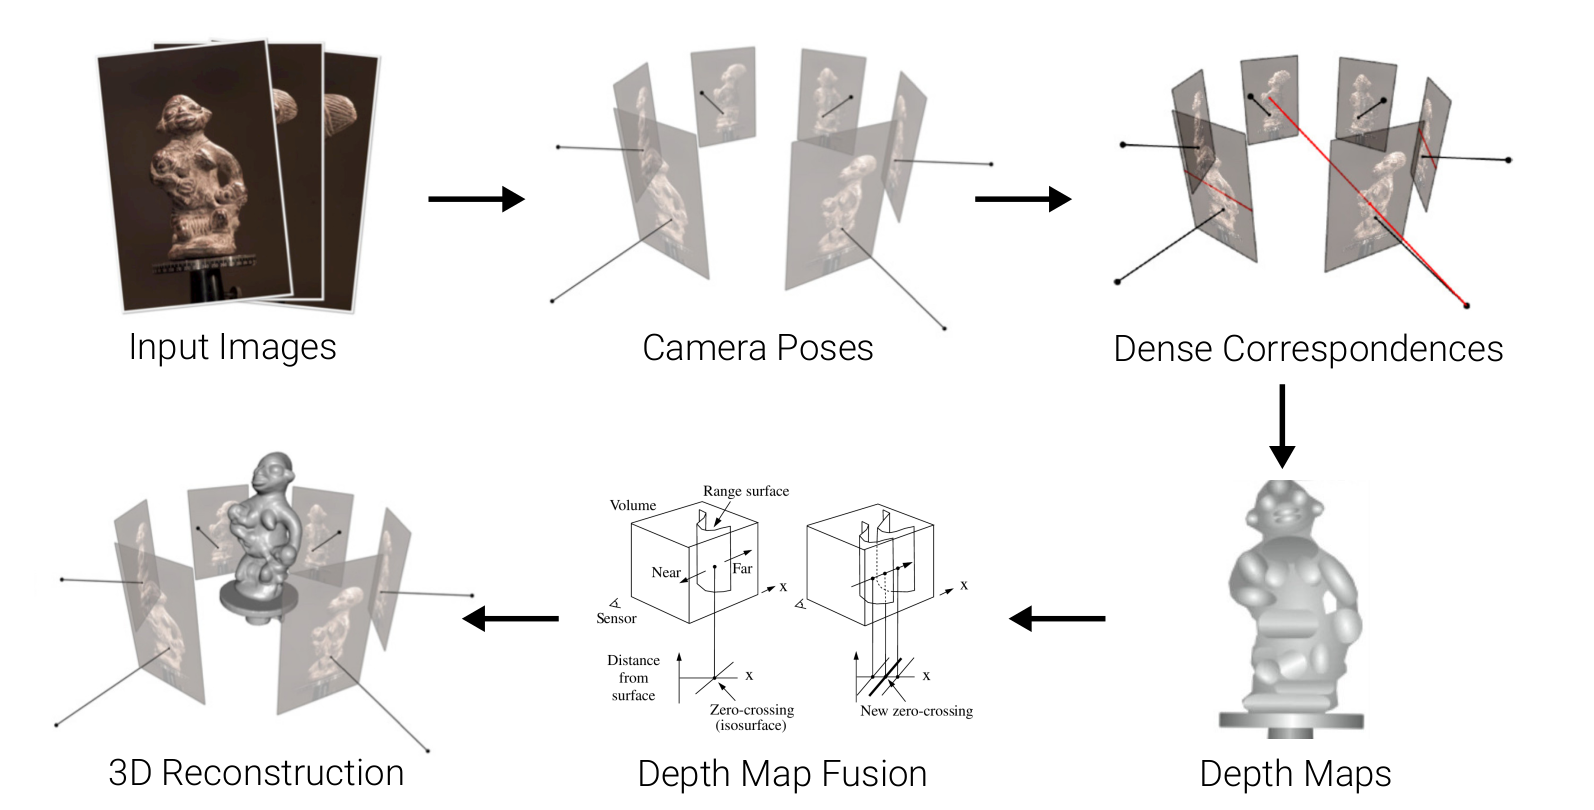 Input Images
Camera Poses
Dense Correspondences
Volume
Range surface
Near
Far
x
Sensor
Distance
from
surface
x
Zero-crossing
(isosurface)
x
x
New zero-crossing
3D Reconstruction
Depth Map Fusion
Depth Maps